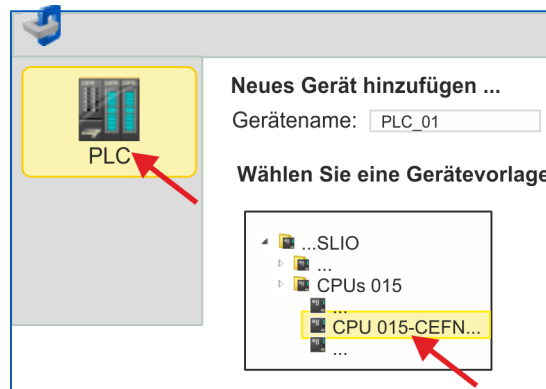 Neues Gerät hinzufügen ...
Gerätename: PLC_01
PLC
Wählen Sie eine Gerätevorlage
...SLIO
...
CPUs 015
...
CPU 015-CEFN...
...